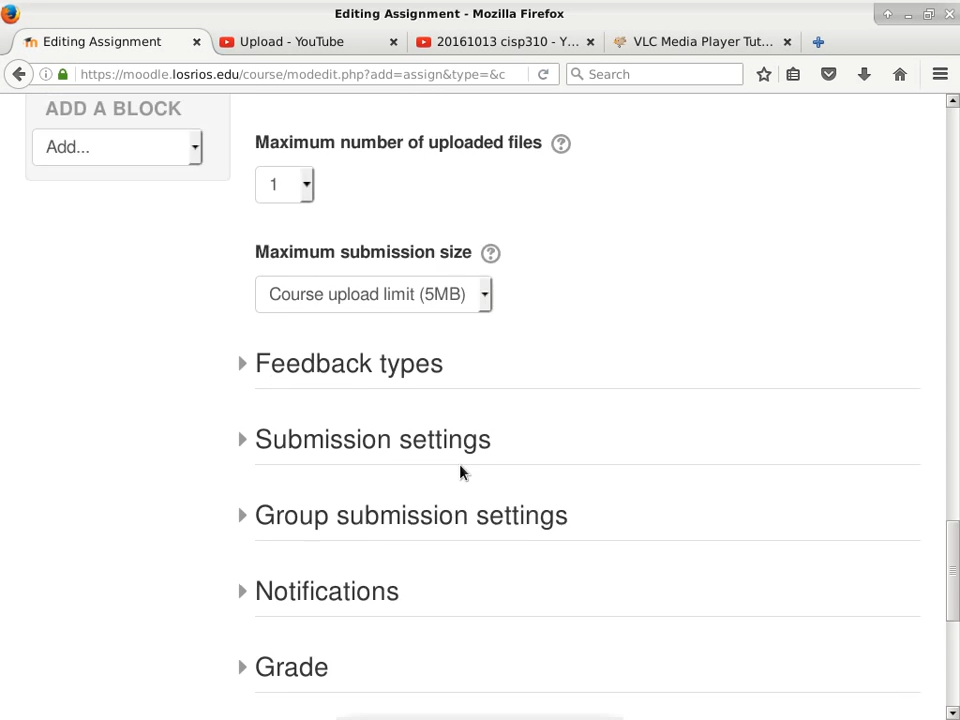 Editing Assignment - Mozilla Firefox
Editing Assignment
Upload - YouTube
20161013 cisp310 - Y...
VLC Media Player Tut...
https://moodle.losrios.edu/course/modedit.php?add=assign&type=&c
Search
ADD A BLOCK
Add...
Maximum number of uploaded files
1
Maximum submission size
Course upload limit (5MB)
Feedback types
Submission settings
Group submission settings
Notifications
Grade